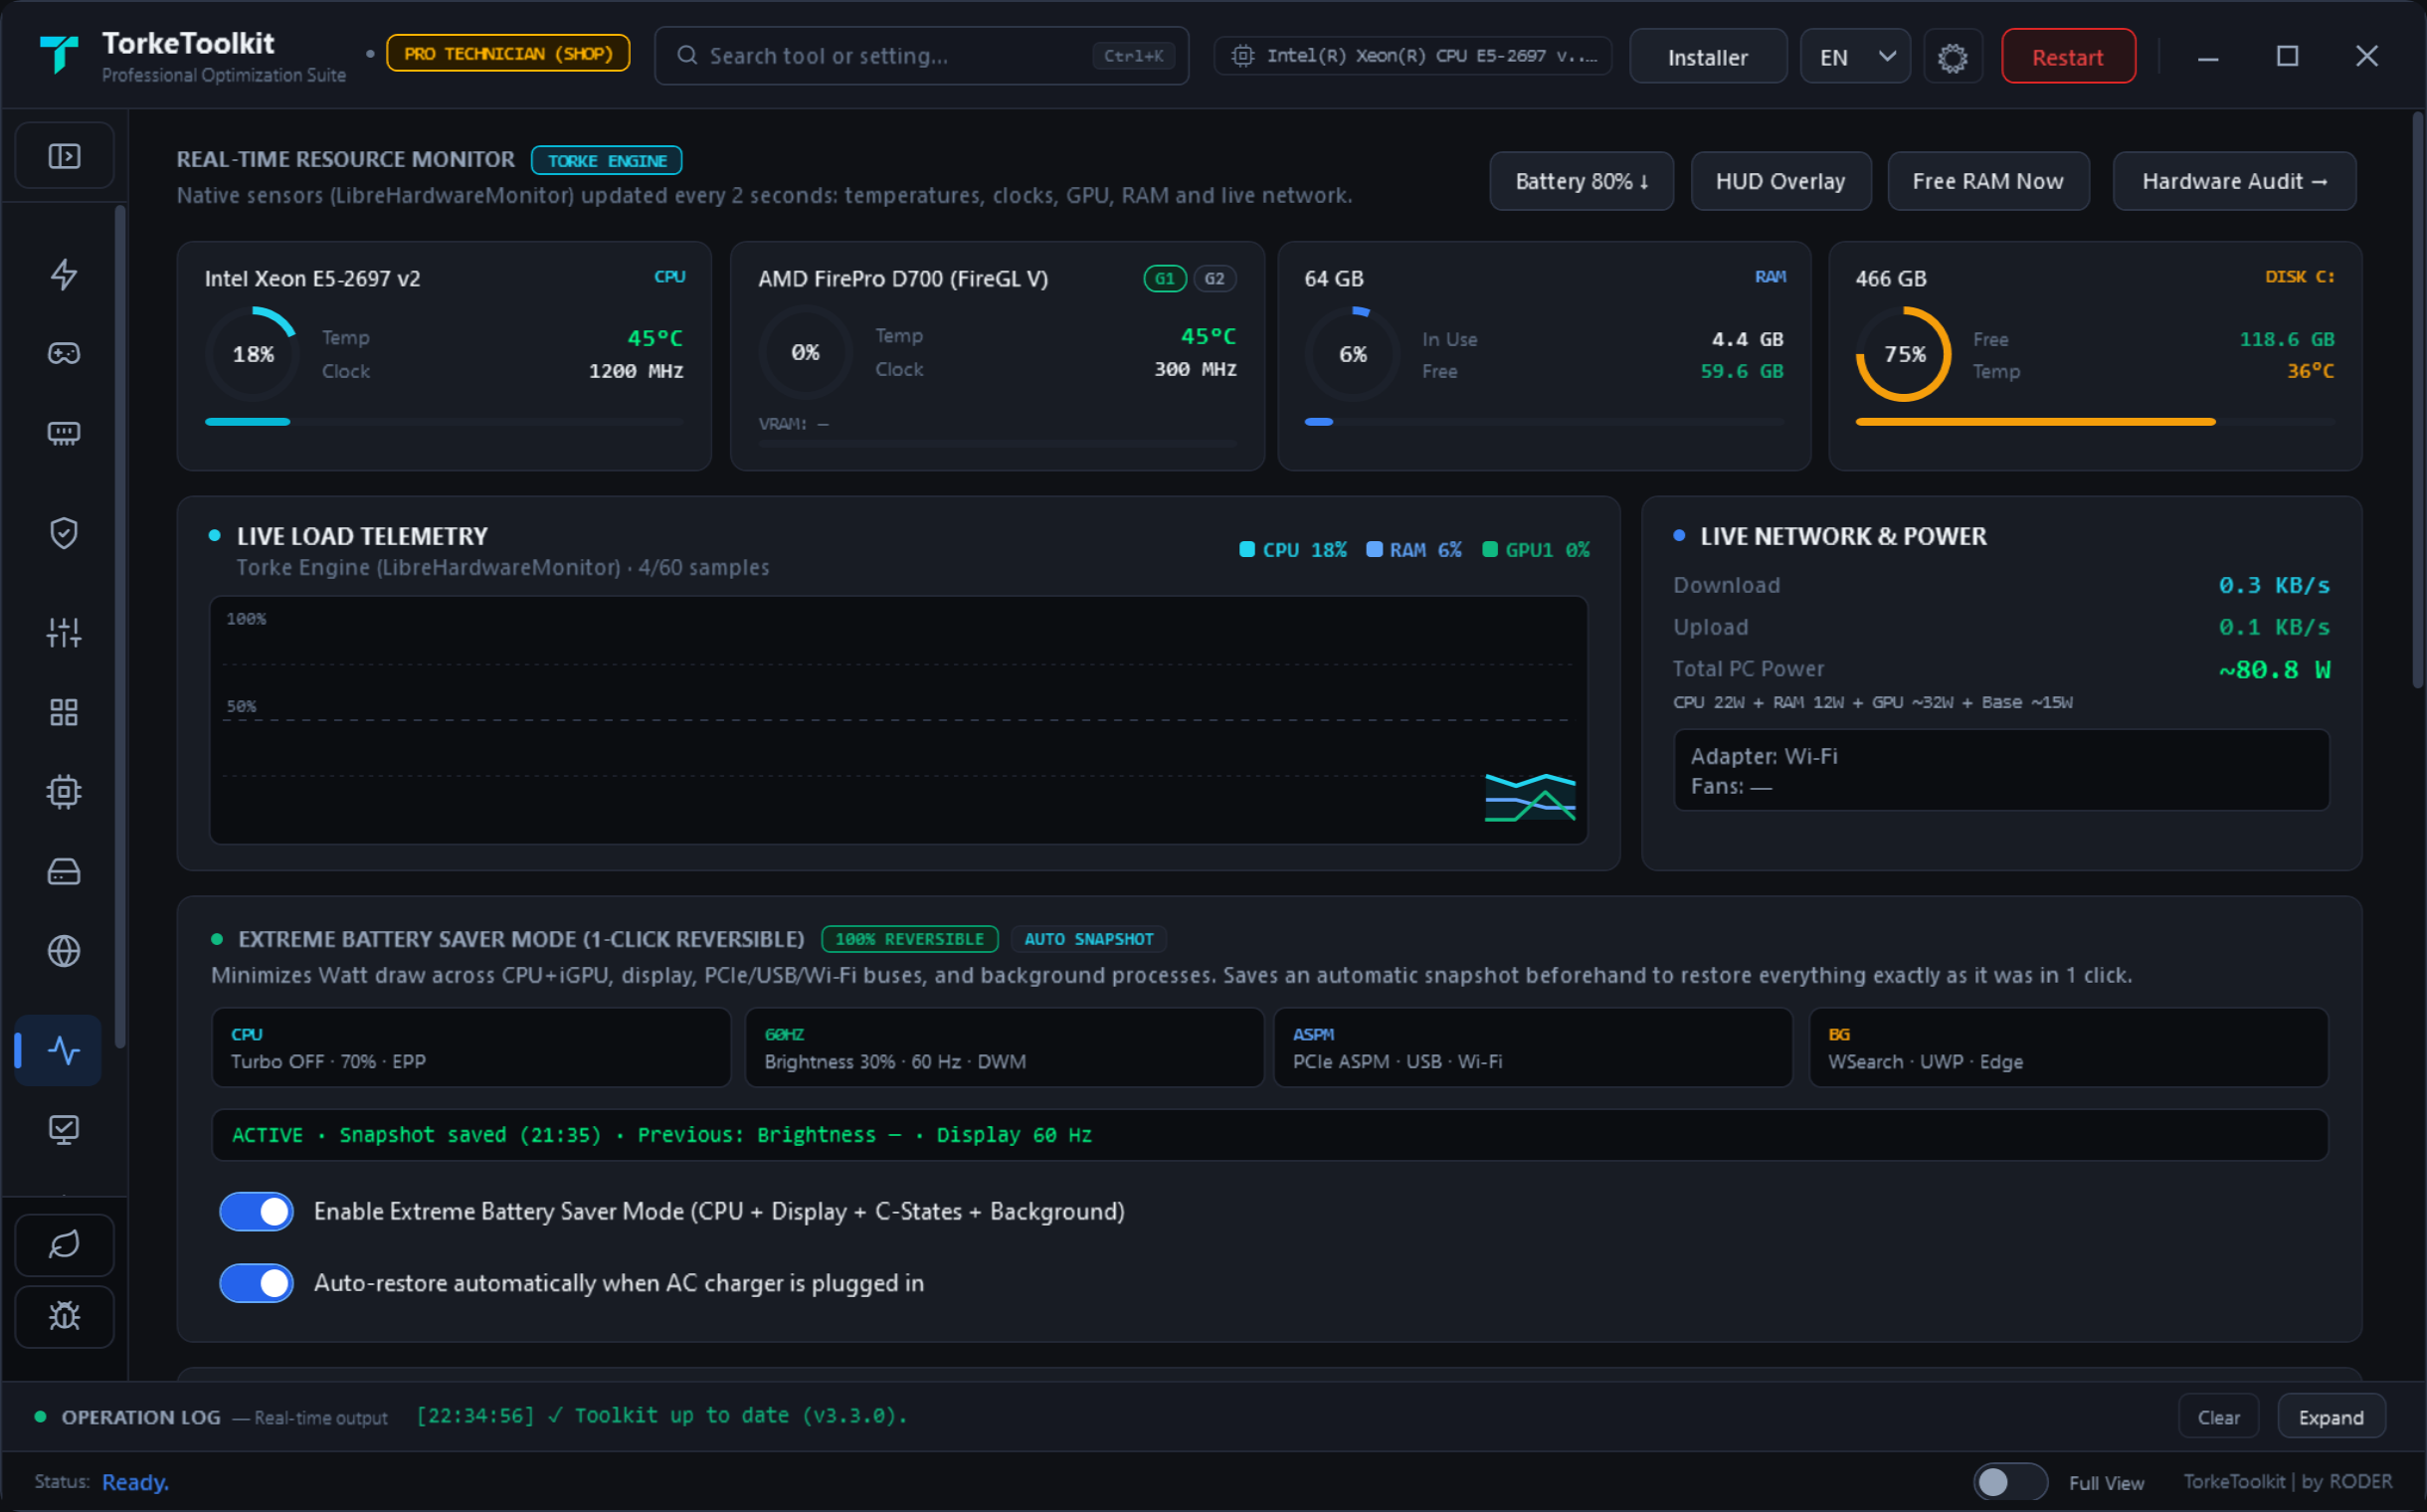 TorkeToolkit
Professional Optimization Suite
PRO TECHNICIAN (SHOP)
Search tool or setting...
Ctrl+K
Intel(R) Xeon(R) CPU E5-2697 v...…
Installer
EN
Restart
REAL-TIME RESOURCE MONITOR
TORKE ENGINE
Native sensors (LibreHardwareMonitor) updated every 2 seconds: temperatures, clocks, GPU, RAM and live network.
Battery 80% ↓
HUD Overlay
Free RAM Now
Hardware Audit →
Intel Xeon E5-2697 v2
CPU
18%
Temp
45°C
Clock
1200 MHz
AMD FirePro D700 (FireGL V)
G1
G2
0%
Temp
45°C
Clock
300 MHz
VRAM: —
64 GB
RAM
6%
In Use
4.4 GB
Free
59.6 GB
466 GB
DISK C:
75%
Free
118.6 GB
Temp
36°C
LIVE LOAD TELEMETRY
Torke Engine (LibreHardwareMonitor) · 4/60 samples
CPU 18%
RAM 6%
GPU1 0%
100%
50%
LIVE NETWORK & POWER
Download
0.3 KB/s
Upload
0.1 KB/s
Total PC Power
~80.8 W
CPU 22W + RAM 12W + GPU ~32W + Base ~15W
Adapter: Wi-Fi
Fans: —
EXTREME BATTERY SAVER MODE (1-CLICK REVERSIBLE)
100% REVERSIBLE
AUTO SNAPSHOT
Minimizes Watt draw across CPU+iGPU, display, PCIe/USB/Wi-Fi buses, and background processes. Saves an automatic snapshot beforehand to restore everything exactly as it was in 1 click.
CPU
Turbo OFF · 70% · EPP
60HZ
Brightness 30% · 60 Hz · DWM
ASPM
PCIe ASPM · USB · Wi-Fi
BG
WSearch · UWP · Edge
ACTIVE · Snapshot saved (21:35) · Previous: Brightness — · Display 60 Hz
Enable Extreme Battery Saver Mode (CPU + Display + C-States + Background)
Auto-restore automatically when AC charger is plugged in
OPERATION LOG
— Real-time output
[22:34:56] ✓ Toolkit up to date (v3.3.0).
Clear
Expand
Status: Ready.
Full View
TorkeToolkit | by RODER